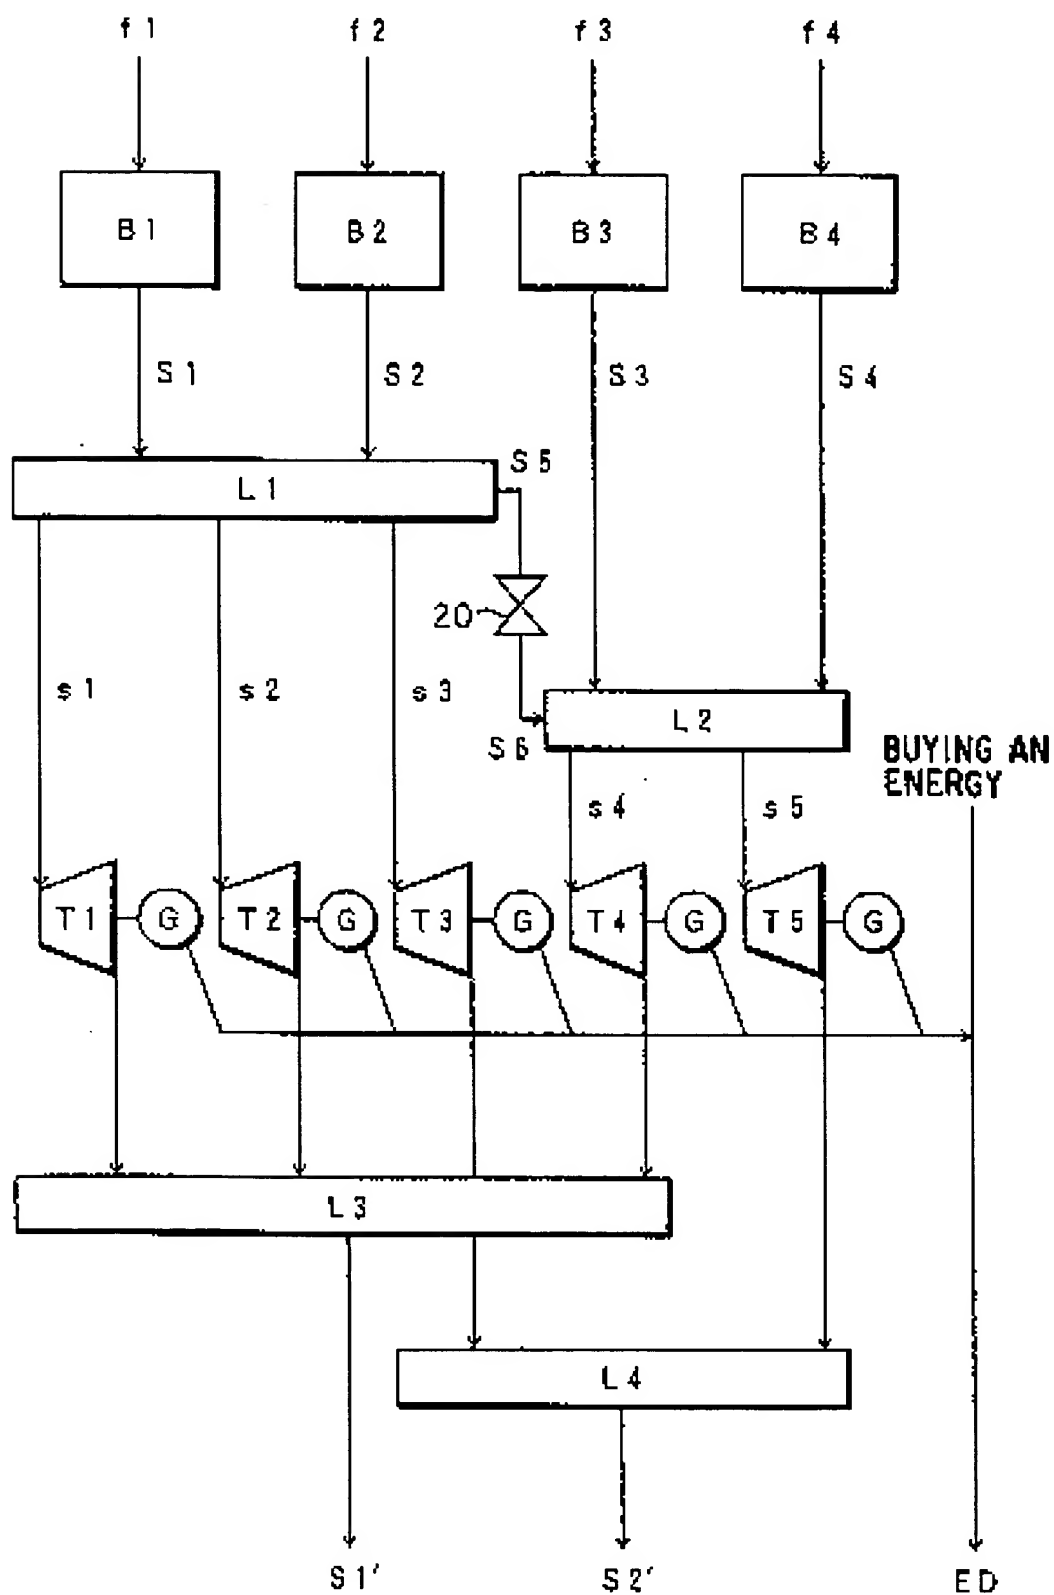 f1 f2 f3 f4
B1 B2 B3 B4
S1 S2 S3 S4
S5
L1
20
s1 s2 s3
L2
S6
BUYING AN
ENERGY
s4 s5
T1 G T2 G T3 G T4 G T5 G
L3
L4
S1' S2' ED